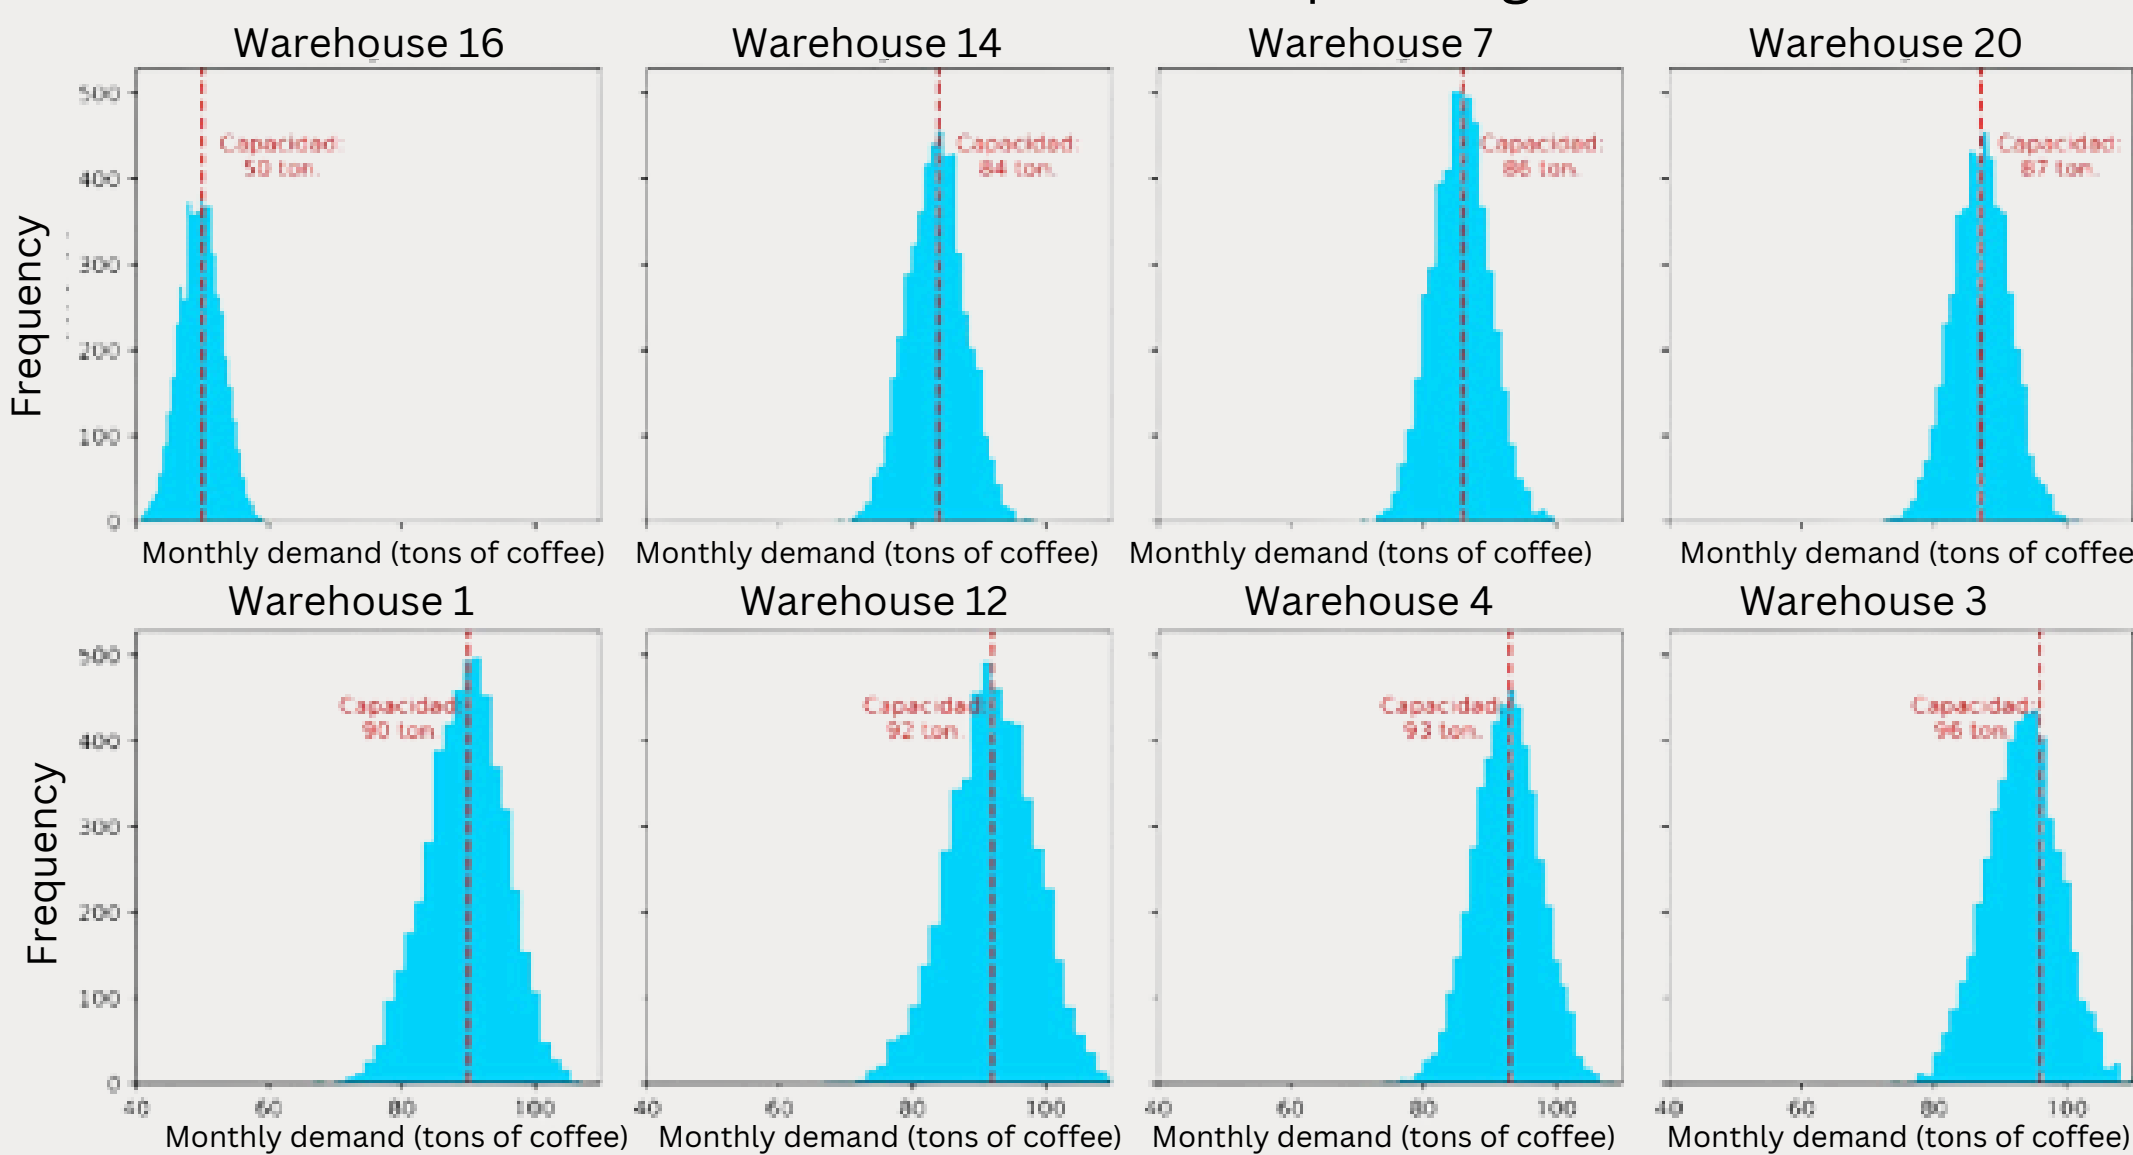 Warehouse 16
Warehouse 14
Warehouse 7
Warehouse 20
500
400
300
200
100
0
Frequency
Capacidad:
50 ton.
Capacidad:
84 ton.
Capacidad:
86 ton.
Capacidad:
87 ton.
Monthly demand (tons of coffee)
Monthly demand (tons of coffee)
Monthly demand (tons of coffee)
Monthly demand (tons of coffee
Warehouse 1
Warehouse 12
Warehouse 4
Warehouse 3
500
400
300
200
100
0
Frequency
Capacidad:
90 ton.
Capacidad:
92 ton.
Capacidad:
93 ton.
Capacidad:
96 ton.
40 60 80 100
40 60 80 100
40 60 80 100
40 60 80 100
Monthly demand (tons of coffee)
Monthly demand (tons of coffee)
Monthly demand (tons of coffee)
Monthly demand (tons of coffee)